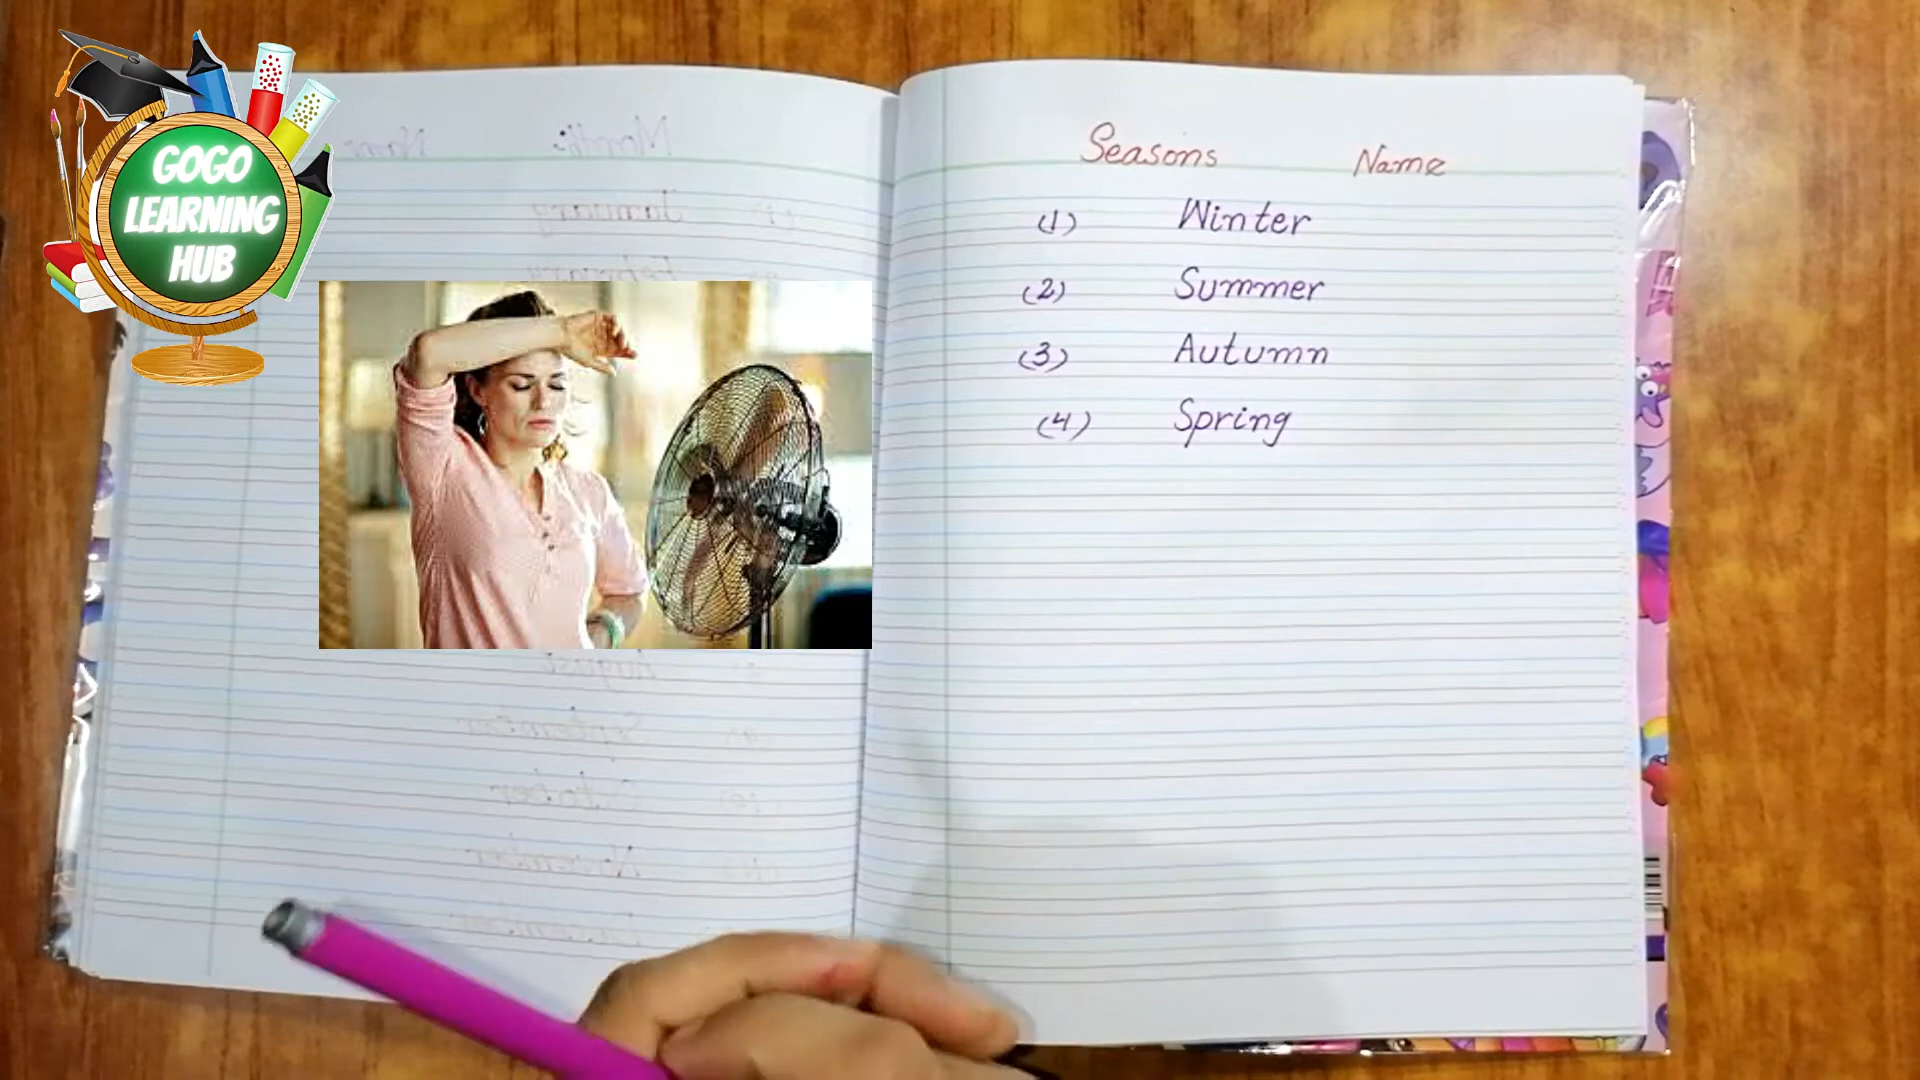 GOGO
LEARNING
HUB
Seasons Name
(1) Winter
(2) Summer
(3) Autumn
(4) Spring